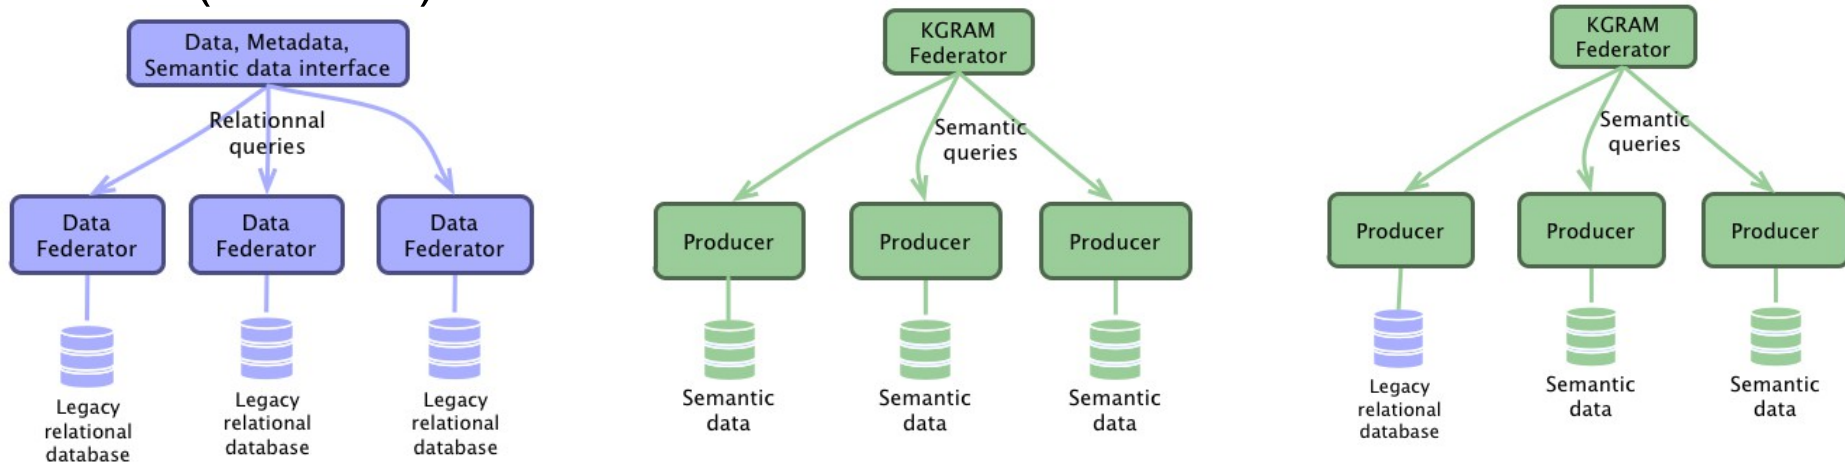 Data, Metadata,
Semantic data interface
Relationnal
queries
Data
Federator
Data
Federator
Data
Federator
Legacy
relational
database
Legacy
relational
database
Legacy
relational
database
KGRAM
Federator
Semantic
queries
Producer
Producer
Producer
Semantic
data
Semantic
data
Semantic
data
KGRAM
Federator
Semantic
queries
Producer
Producer
Producer
Legacy
relational
database
Semantic
data
Semantic
data